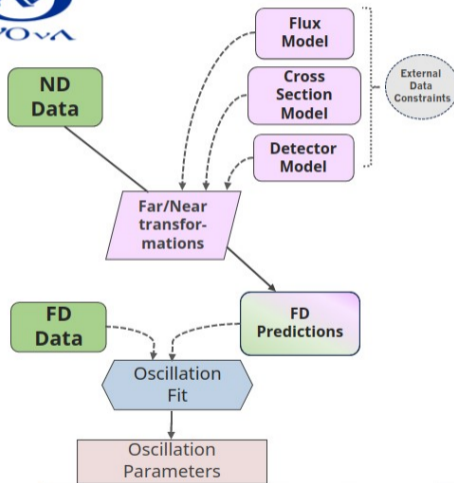 Flux
Model
ND
Data
Cross
Section
Model
External
Data
Constraints
Detector
Model
Far/Near
transfor-
mations
FD
Data
FD
Predictions
Oscillation
Fit
Oscillation
Parameters